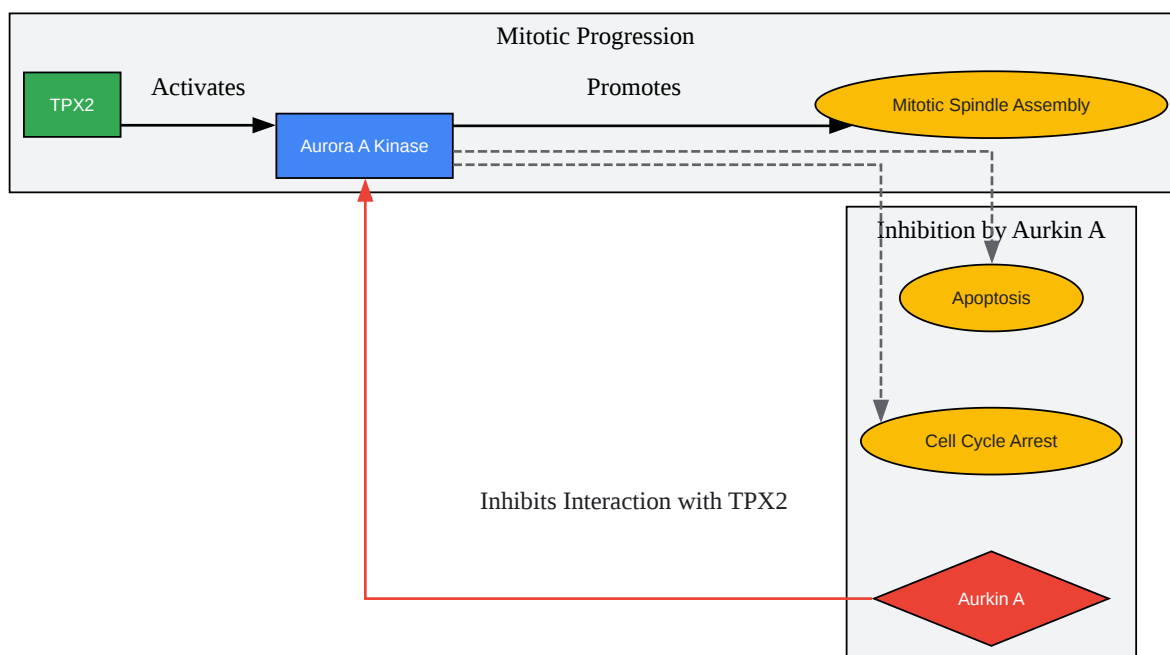 Mitotic Progression
TPX2
Activates
Promotes
Mitotic Spindle Assembly
Aurora A Kinase
Inhibition by Aurkin A
Apoptosis
Cell Cycle Arrest
Inhibits Interaction with TPX2
Aurkin A